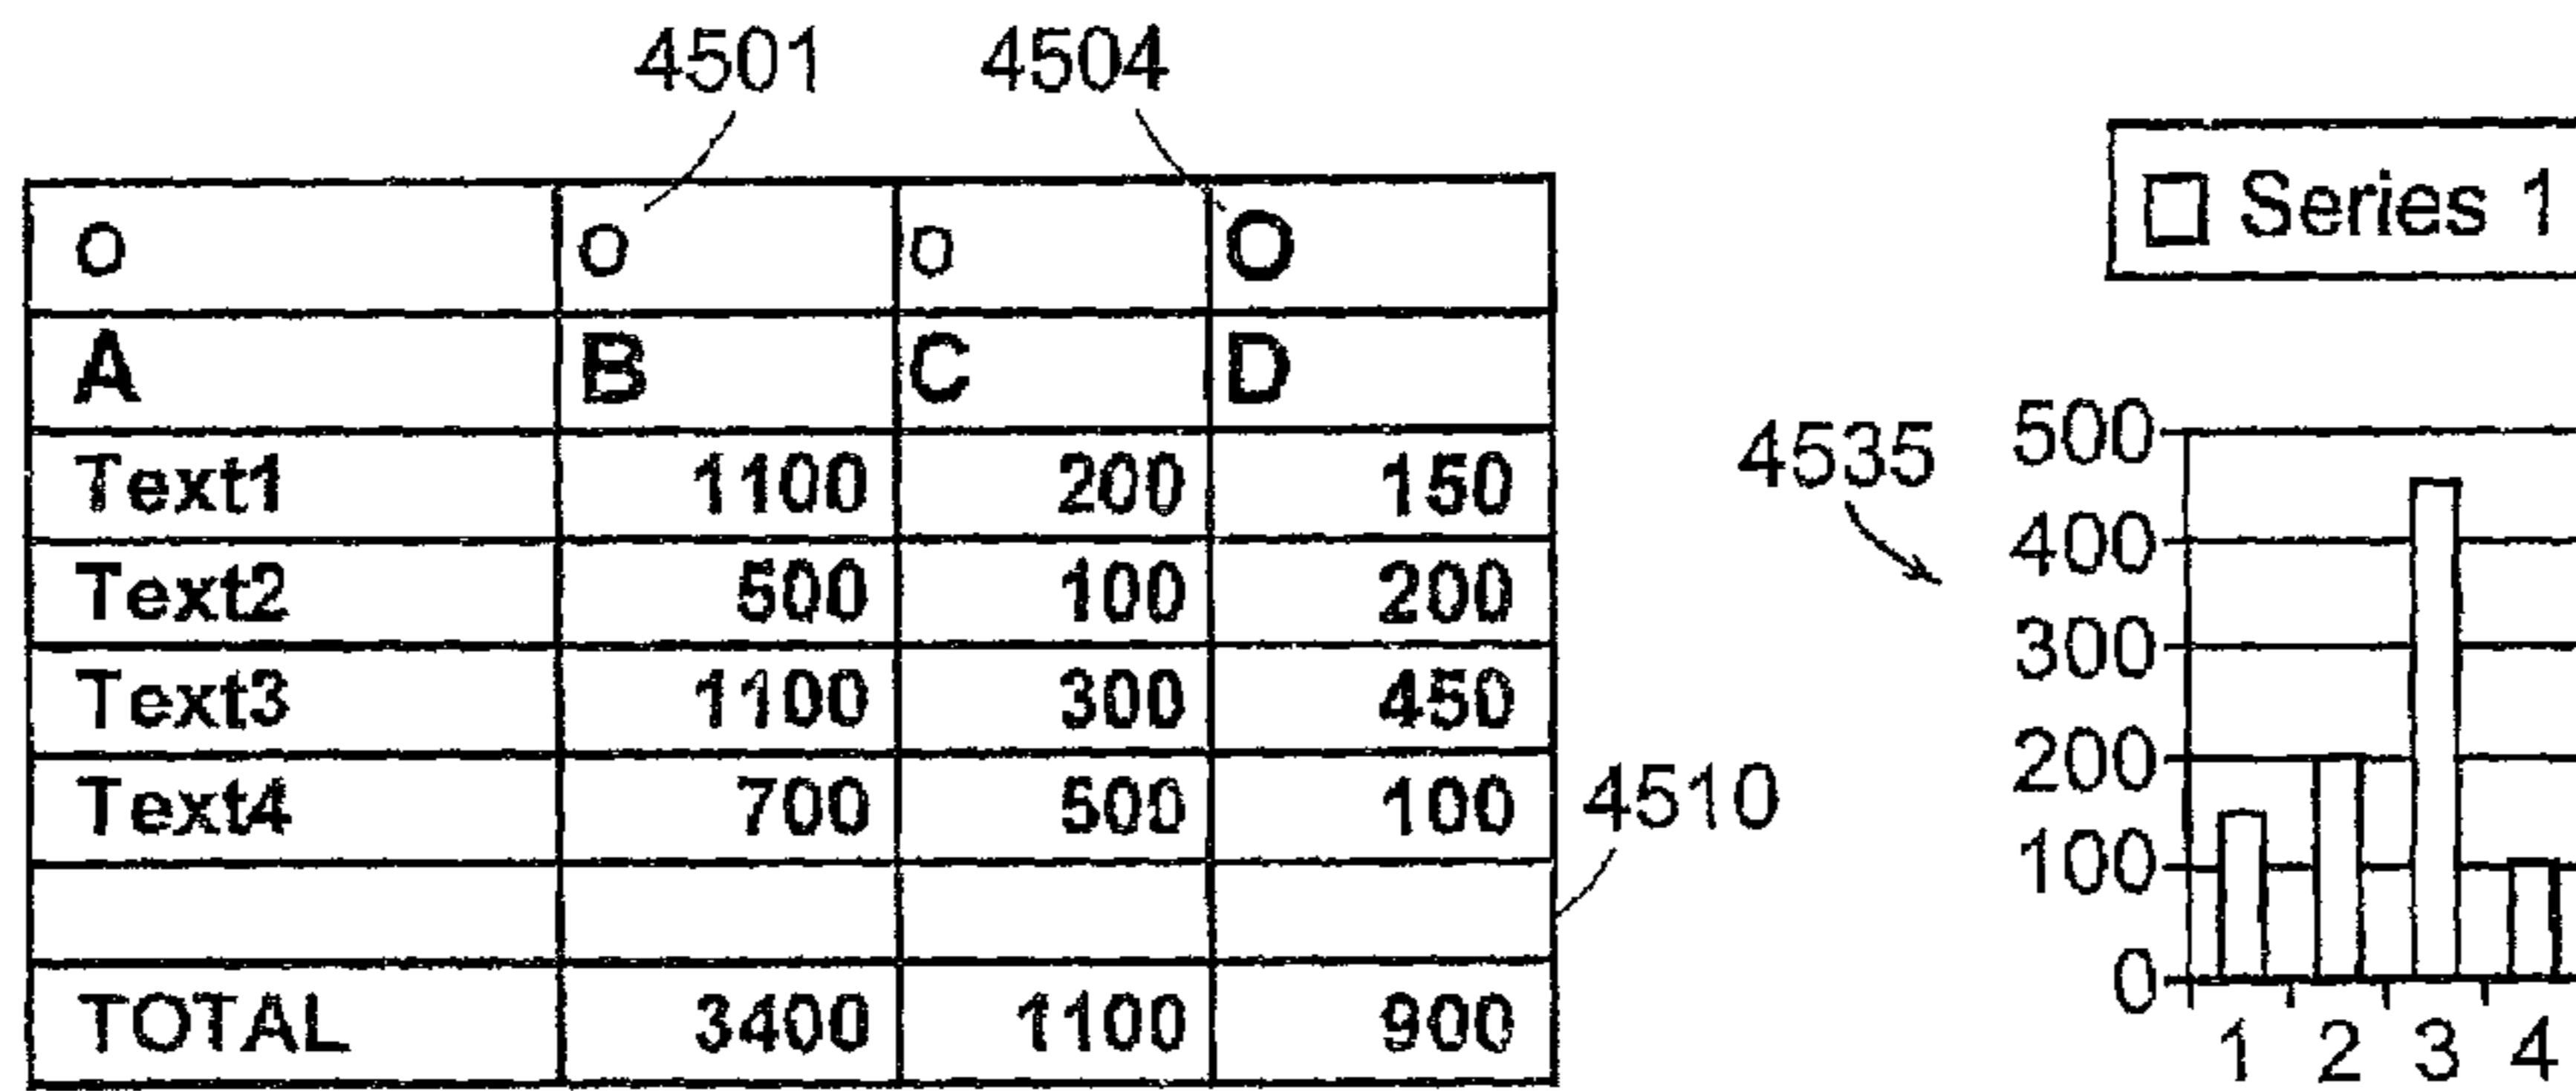 4501 4504
o o o O
A B C D
Text1 1100 200 150
Text2 500 100 200
Text3 1100 300 450
Text4 700 500 100
TOTAL 3400 1100 900
4510
Series 1
4535
500
400
300
200
100
0
1 2 3 4